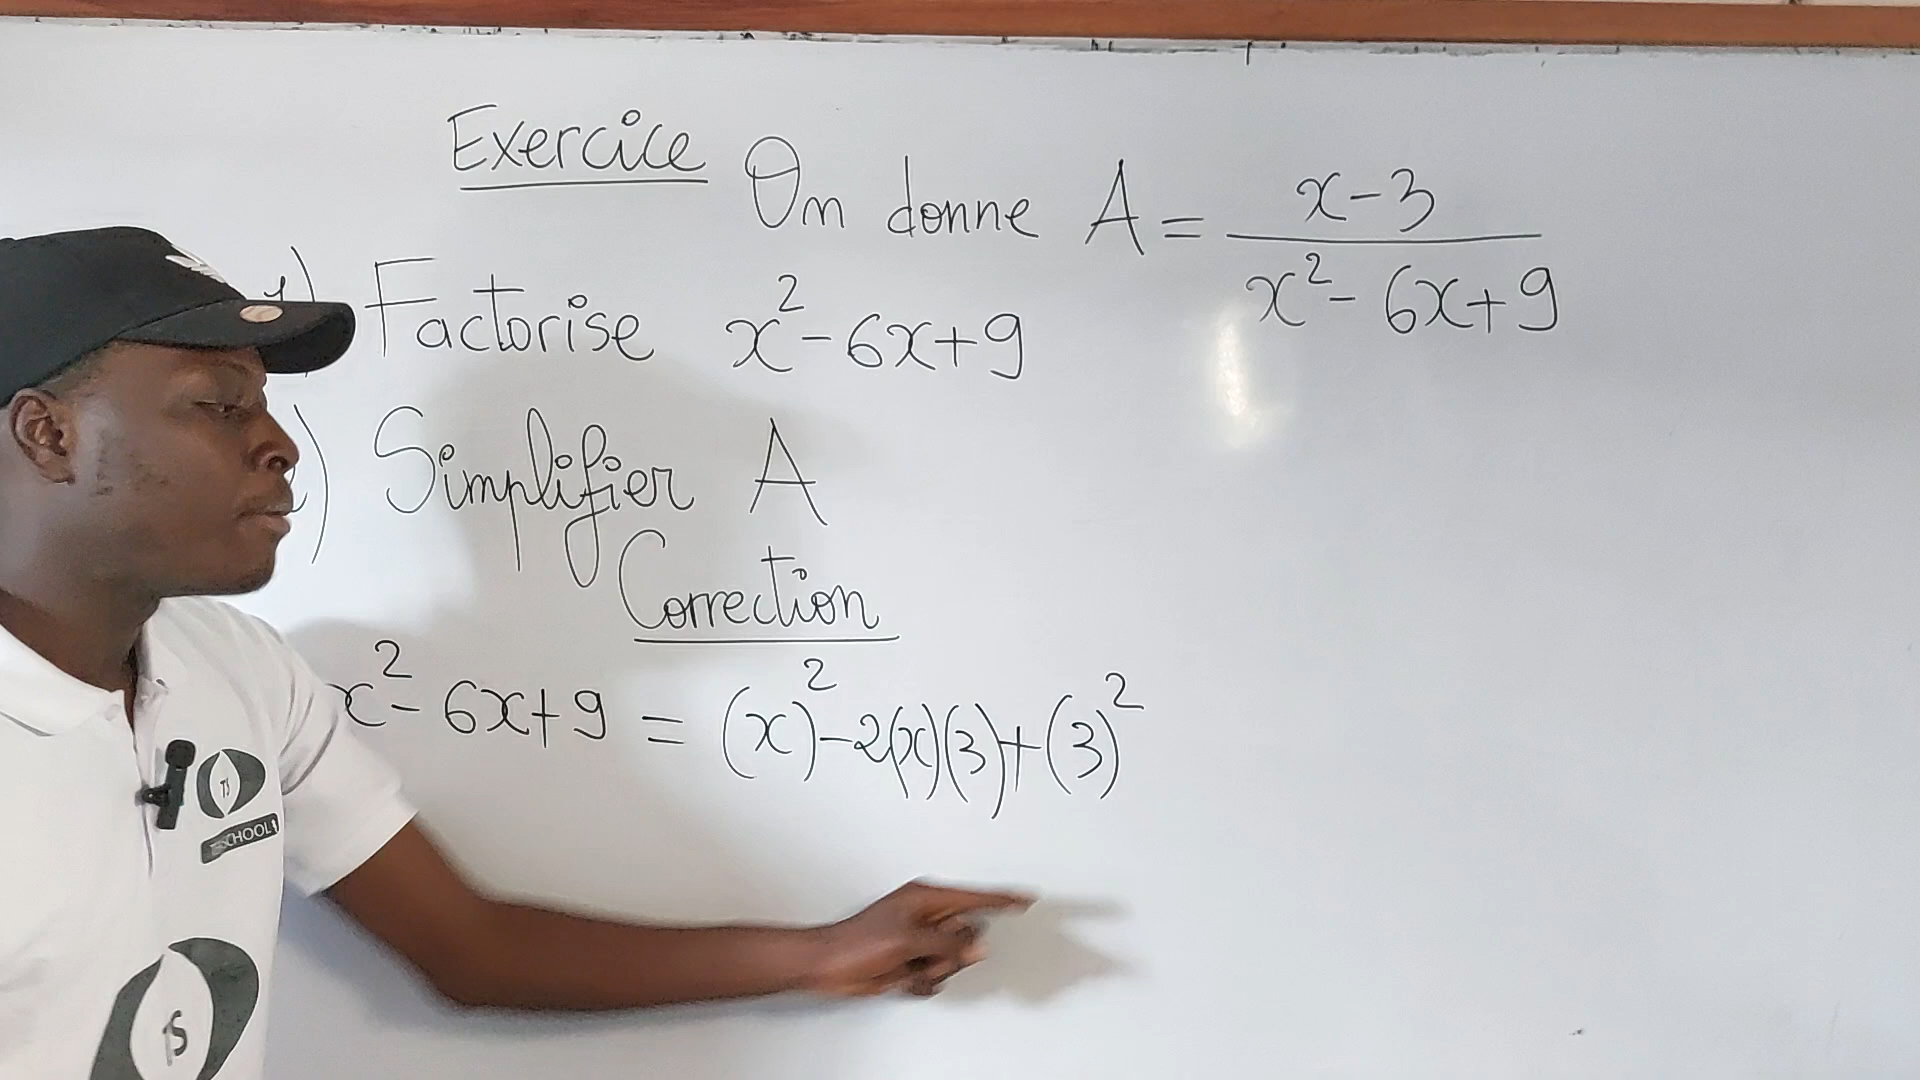 Exercice On donne A = x-3 / x²-6x+9
1) Factorise x²-6x+9
) Simplifier A
Correction
x²-6x+9 = (x)²-2(x)(3)+(3)²
TS
SCHOOL
TS